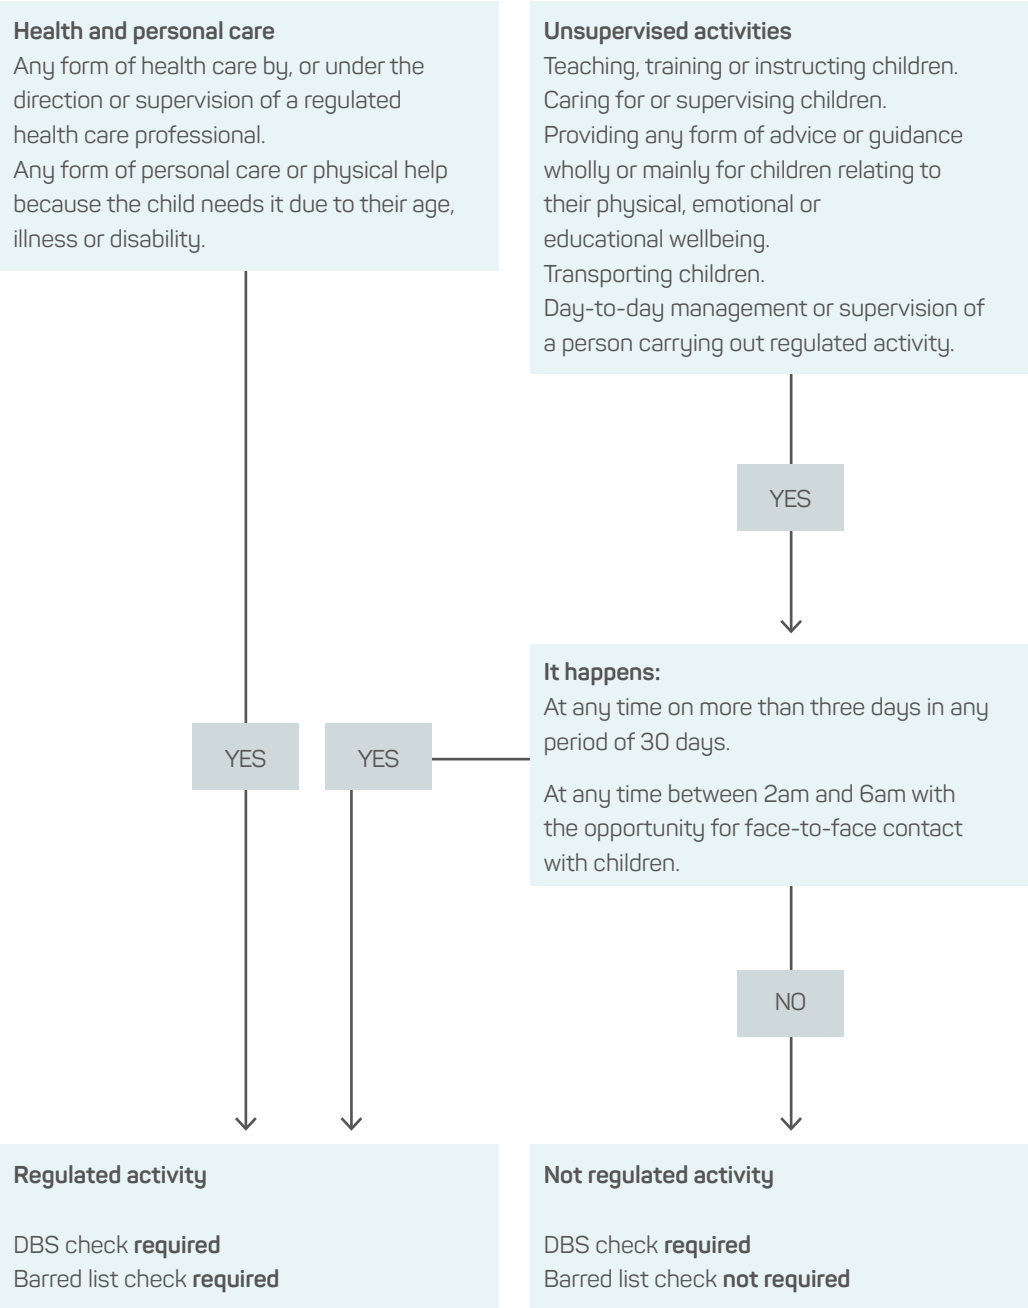 Health and personal care
Any form of health care by, or under the
direction or supervision of a regulated
health care professional.
Any form of personal care or physical help
because the child needs it due to their age,
illness or disability.
Unsupervised activities
Teaching, training or instructing children.
Caring for or supervising children.
Providing any form of advice or guidance
wholly or mainly for children relating to
their physical, emotional or
educational wellbeing.
Transporting children.
Day-to-day management or supervision of
a person carrying out regulated activity.
YES
It happens:
At any time on more than three days in any
period of 30 days.
At any time between 2am and 6am with
the opportunity for face-to-face contact
with children.
YES
YES
NO
Regulated activity
DBS check required
Barred list check required
Not regulated activity
DBS check required
Barred list check not required